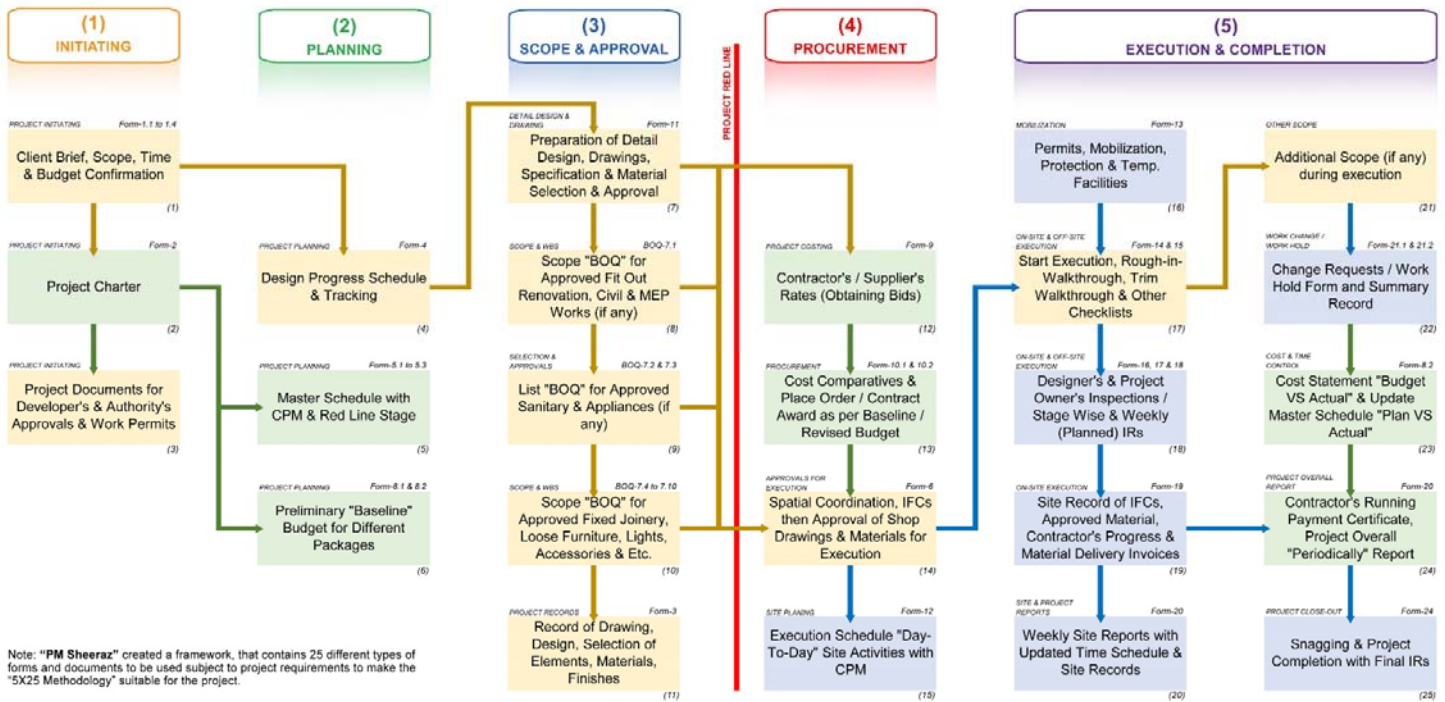 (1)
INITIATING
(2)
PLANNING
(3)
SCOPE & APPROVAL
(4)
PROCUREMENT
(5)
EXECUTION & COMPLETION
PROJECT RED LINE
PROJECT INITIATING
Form-1.1 to 1.4
Client Brief, Scope, Time
& Budget Confirmation
(1)
PROJECT INITIATING
Form-2
Project Charter
(2)
PROJECT INITIATING
Project Documents for
Developer's & Authority's
Approvals & Work Permits
(3)
PROJECT PLANNING
Form-4
Design Progress Schedule
& Tracking
(4)
PROJECT PLANNING
Form-5.1 to 5.3
Master Schedule with
CPM & Red Line Stage
(5)
PROJECT PLANNING
Form-8.1 & 8.2
Preliminary "Baseline"
Budget for Different
Packages
(6)
DETAIL DESIGN &
DRAWING
Form-11
Preparation of Detail
Design, Drawings,
Specification & Material
Selection & Approval
(7)
SCOPE & WBS
BOQ-7.1
Scope "BOQ" for
Approved Fit Out
Renovation, Civil & MEP
Works (if any)
(8)
SELECTION &
APPROVALS
BOQ-7.2 & 7.3
List "BOQ" for Approved
Sanitary & Appliances (if
any)
(9)
SCOPE & WBS
BOQ-7.4 to 7.10
Scope "BOQ" for
Approved Fixed Joinery,
Loose Furniture, Lights,
Accessories & Etc.
(10)
PROJECT RECORDS
Form-3
Record of Drawing,
Design, Selection of
Elements, Materials,
Finishes
(11)
PROJECT COSTING
Form-9
Contractor's / Supplier's
Rates (Obtaining Bids)
(12)
PROCUREMENT
Form-10.1 & 10.2
Cost Comparatives &
Place Order / Contract
Award as per Baseline /
Revised Budget
(13)
APPROVALS FOR
EXECUTION
Form-6
Spatial Coordination, IFCs
then Approval of Shop
Drawings & Materials for
Execution
(14)
SITE PLANING
Form-12
Execution Schedule "Day-
To-Day" Site Activities with
CPM
(15)
MOBILIZATION
Form-13
Permits, Mobilization,
Protection & Temp.
Facilities
(16)
ON-SITE & OFF-SITE
EXECUTION
Form-14 & 15
Start Execution, Rough-in-
Walkthrough, Trim
Walkthrough & Other
Checklists
(17)
ON-SITE & OFF-SITE
EXECUTION
Form-16, 17 & 18
Designer's & Project
Owner's Inspections /
Stage Wise & Weekly
(Planned) IRs
(18)
ON-SITE EXECUTION
Form-19
Site Record of IFCs,
Approved Material,
Contractor's Progress &
Material Delivery Invoices
(19)
SITE & PROJECT
REPORTS
Form-20
Weekly Site Reports with
Updated Time Schedule &
Site Records
(20)
OTHER SCOPE
Additional Scope (if any)
during execution
(21)
WORK CHANGE /
WORK HOLD
Form-21.1 & 21.2
Change Requests / Work
Hold Form and Summary
Record
(22)
COST & TIME
CONTROL
Form-8.2
Cost Statement "Budget
VS Actual" & Update
Master Schedule "Plan VS
Actual"
(23)
PROJECT OVERALL
REPORT
Form-20
Contractor's Running
Payment Certificate,
Project Overall
"Periodically" Report
(24)
PROJECT CLOSE-OUT
Form-24
Snagging & Project
Completion with Final IRs
(25)
Note: "PM Sheeraz" created a framework, that contains 25 different types of
forms and documents to be used subject to project requirements to make the
"5X25 Methodology" suitable for the project.